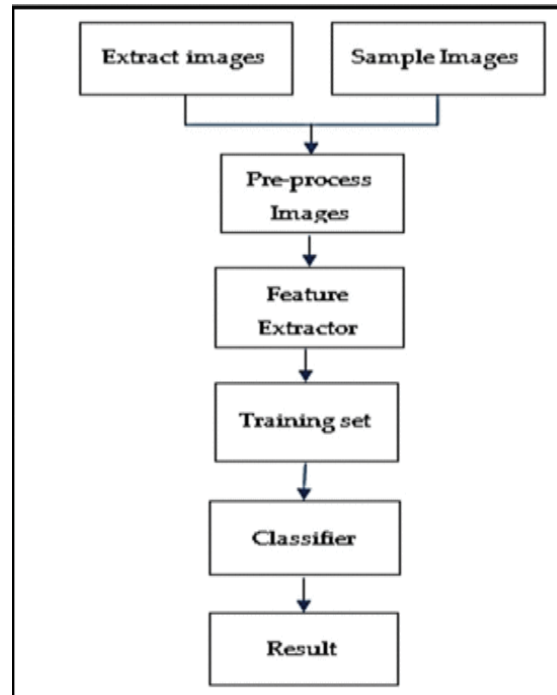 Extract images
Sample Images
Pre-process
Images
Feature
Extractor
Training set
Classifier
Result